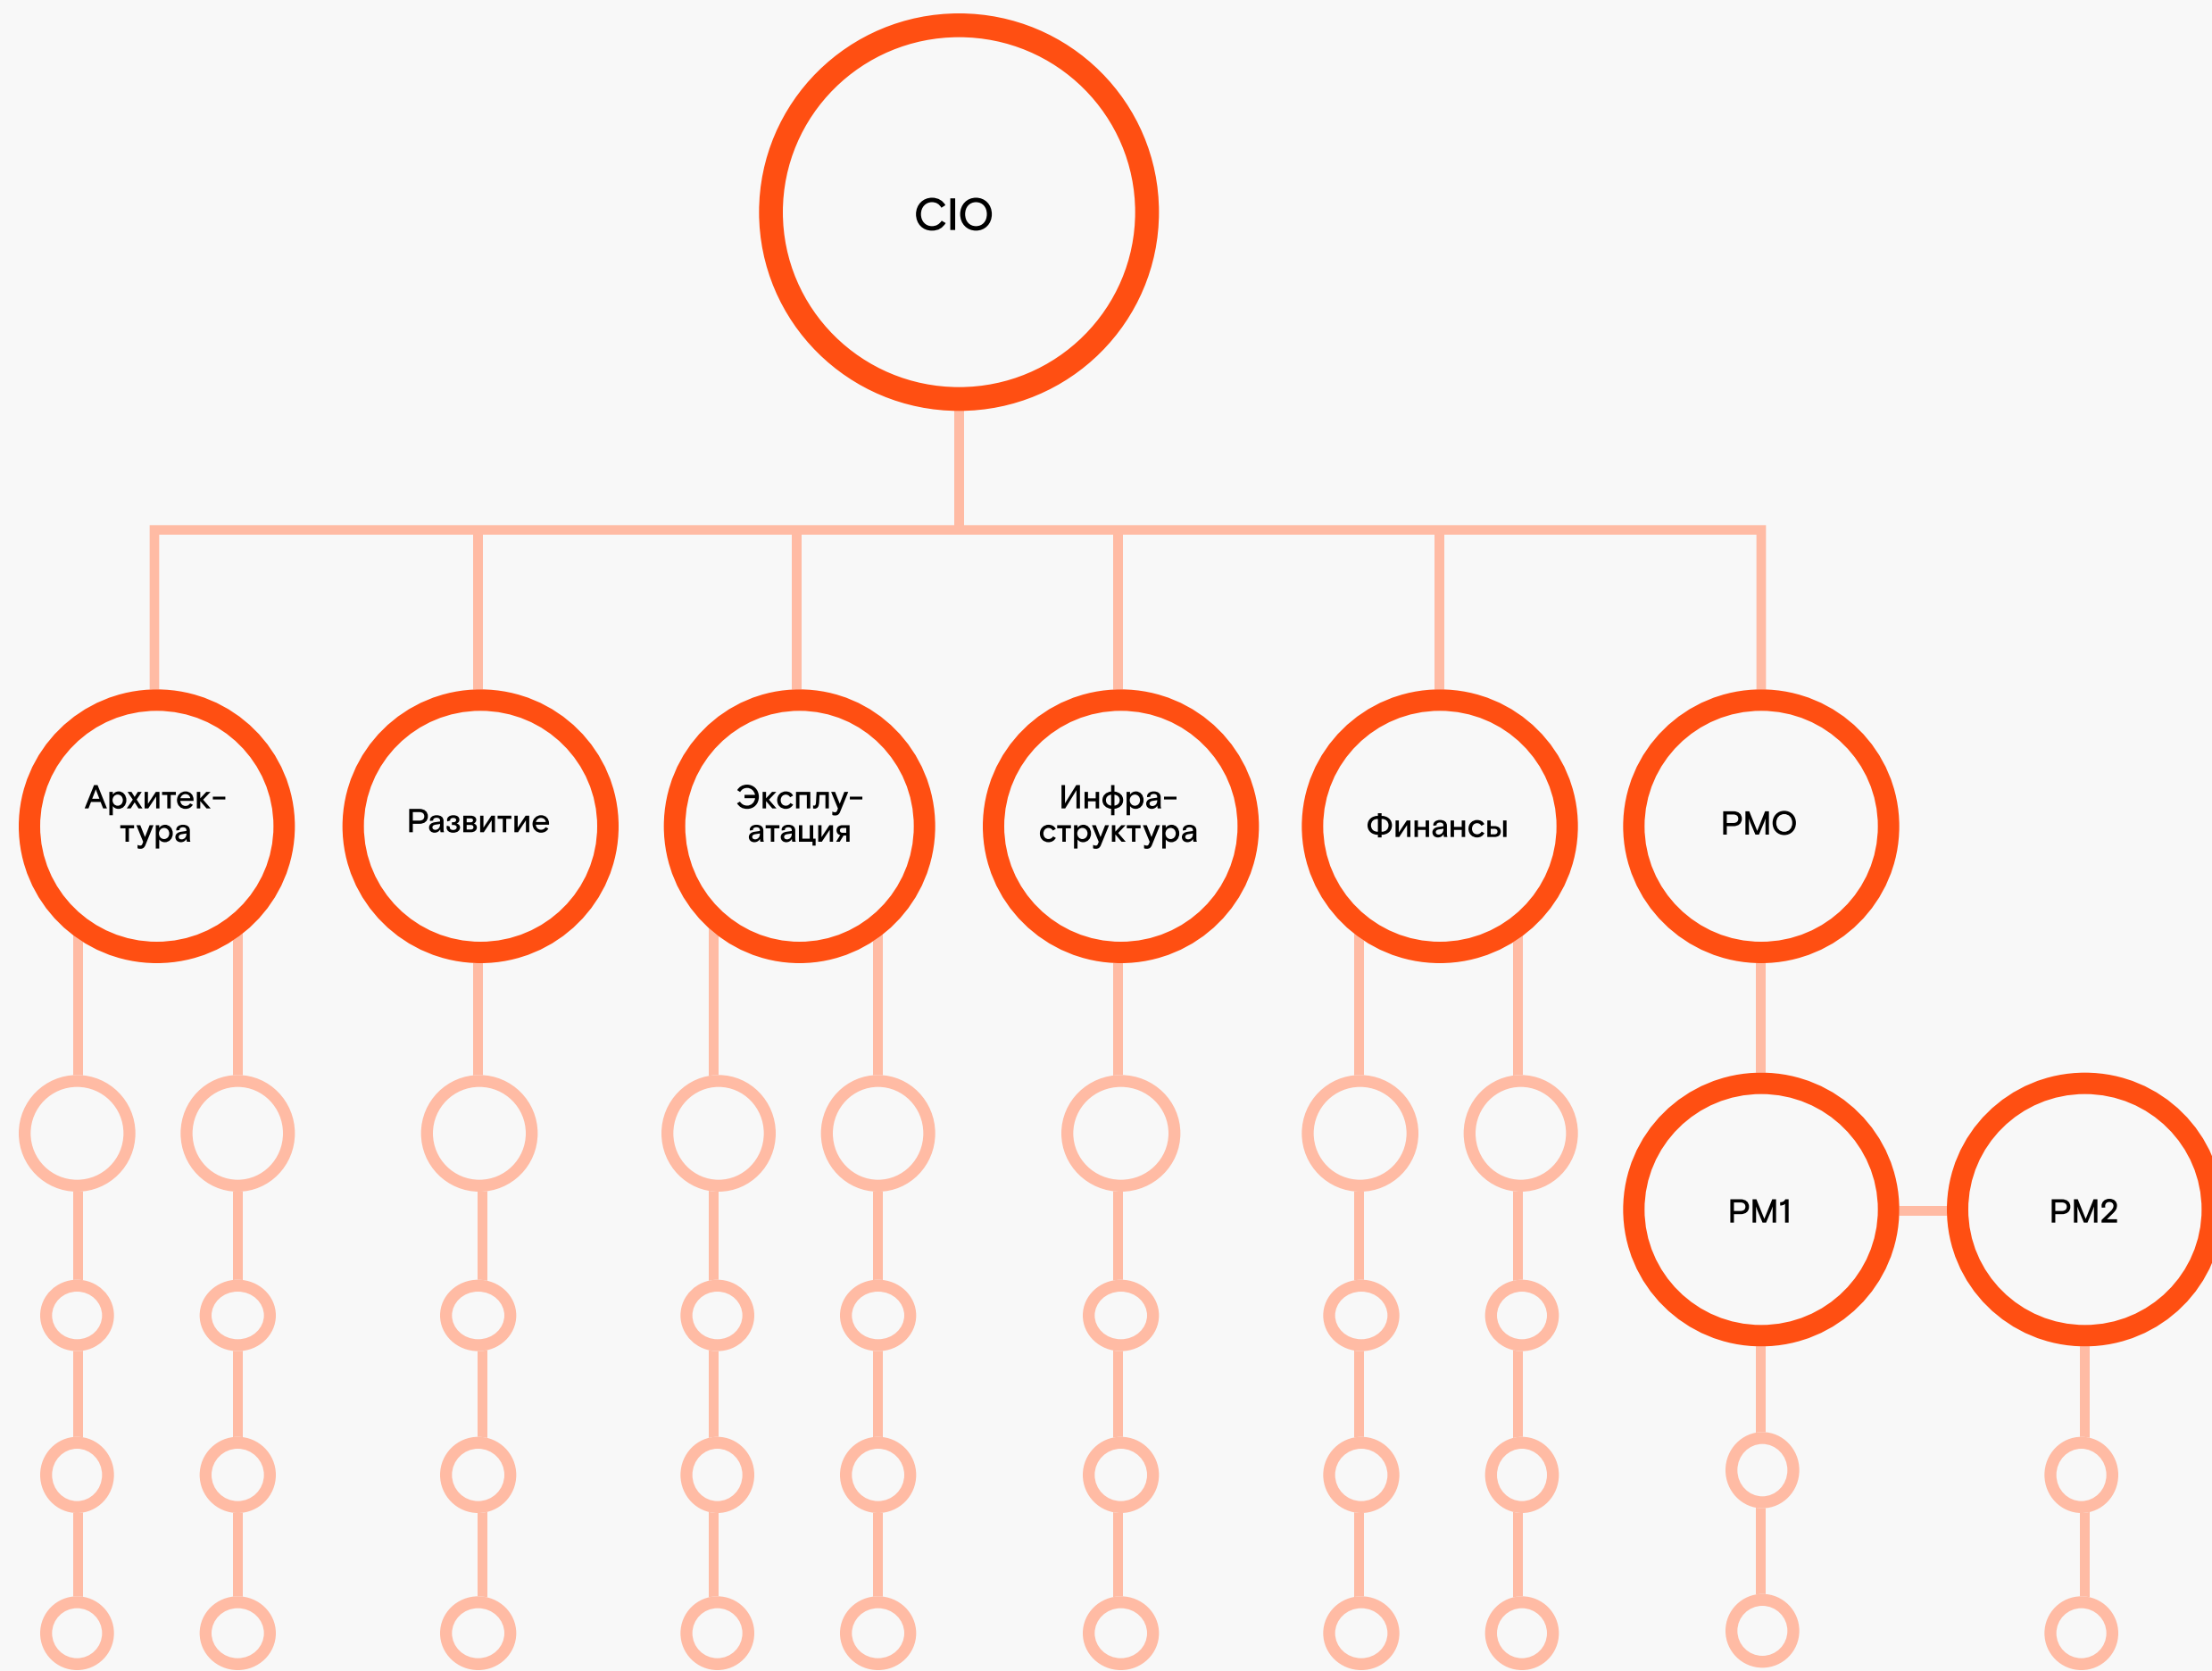 CIO
Архитек-
тура
Развитие
Эксплу-
атация
Инфра-
структура
Финансы
PMO
PM1
PM2